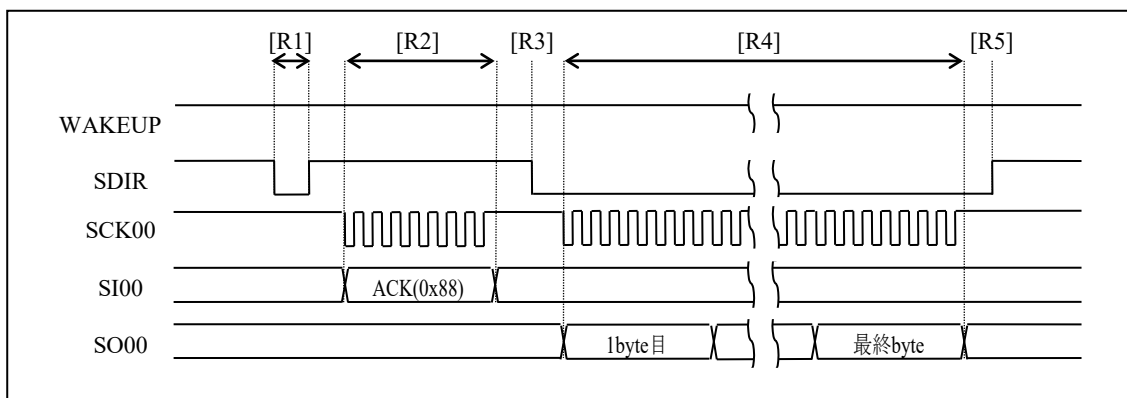 [R1] [R2] [R3] [R4] [R5]
WAKEUP
SDIR
SCK00
SI00 ACK(0x88)
SO00 1byte目 最終byte